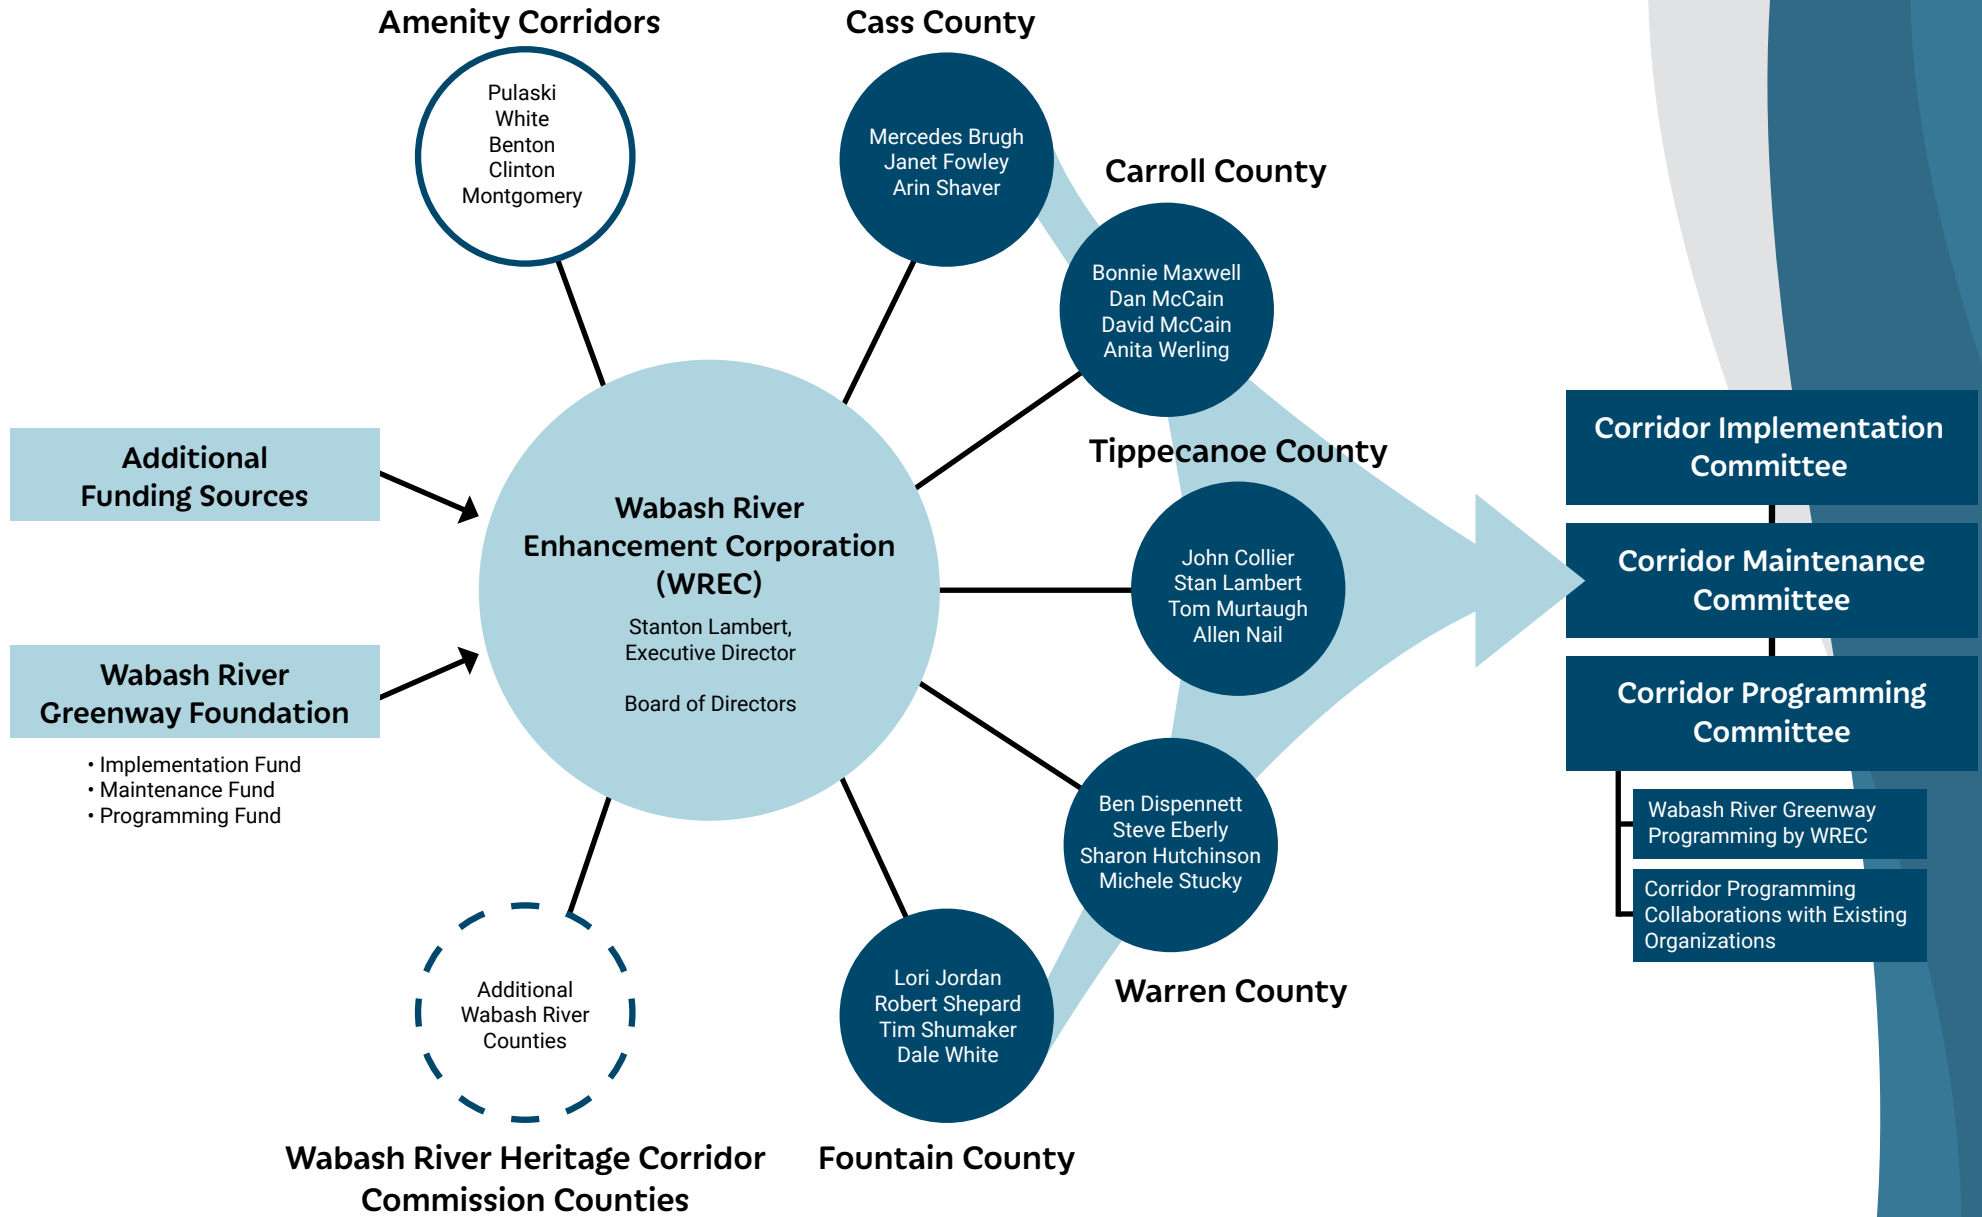 Amenity Corridors
Pulaski
White
Benton
Clinton
Montgomery
Cass County
Mercedes Brugh
Janet Fowley
Arin Shaver
Carroll County
Bonnie Maxwell
Dan McCain
David McCain
Anita Werling
Tippecanoe County
John Collier
Stan Lambert
Tom Murtaugh
Allen Nail
Additional
Funding Sources
Wabash River
Greenway Foundation
• Implementation Fund
• Maintenance Fund
• Programming Fund
Wabash River
Enhancement Corporation
(WREC)
Stanton Lambert,
Executive Director
Board of Directors
Ben Dispennett
Steve Eberly
Sharon Hutchinson
Michele Stucky
Warren County
Lori Jordan
Robert Shepard
Tim Shumaker
Dale White
Fountain County
Additional
Wabash River
Counties
Wabash River Heritage Corridor
Commission Counties
Corridor Implementation
Committee
Corridor Maintenance
Committee
Corridor Programming
Committee
Wabash River Greenway
Programming by WREC
Corridor Programming
Collaborations with Existing
Organizations